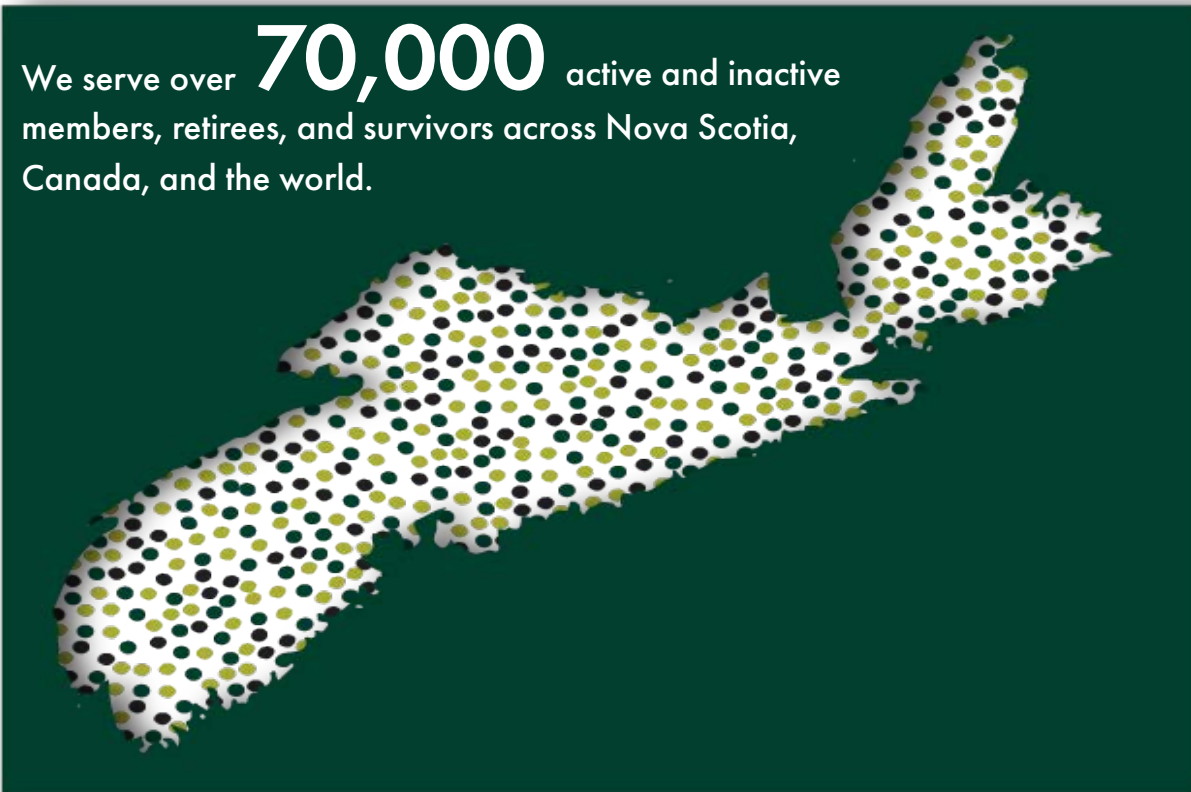 We serve over 70,000 active and inactive
members, retirees, and survivors across Nova Scotia,
Canada, and the world.